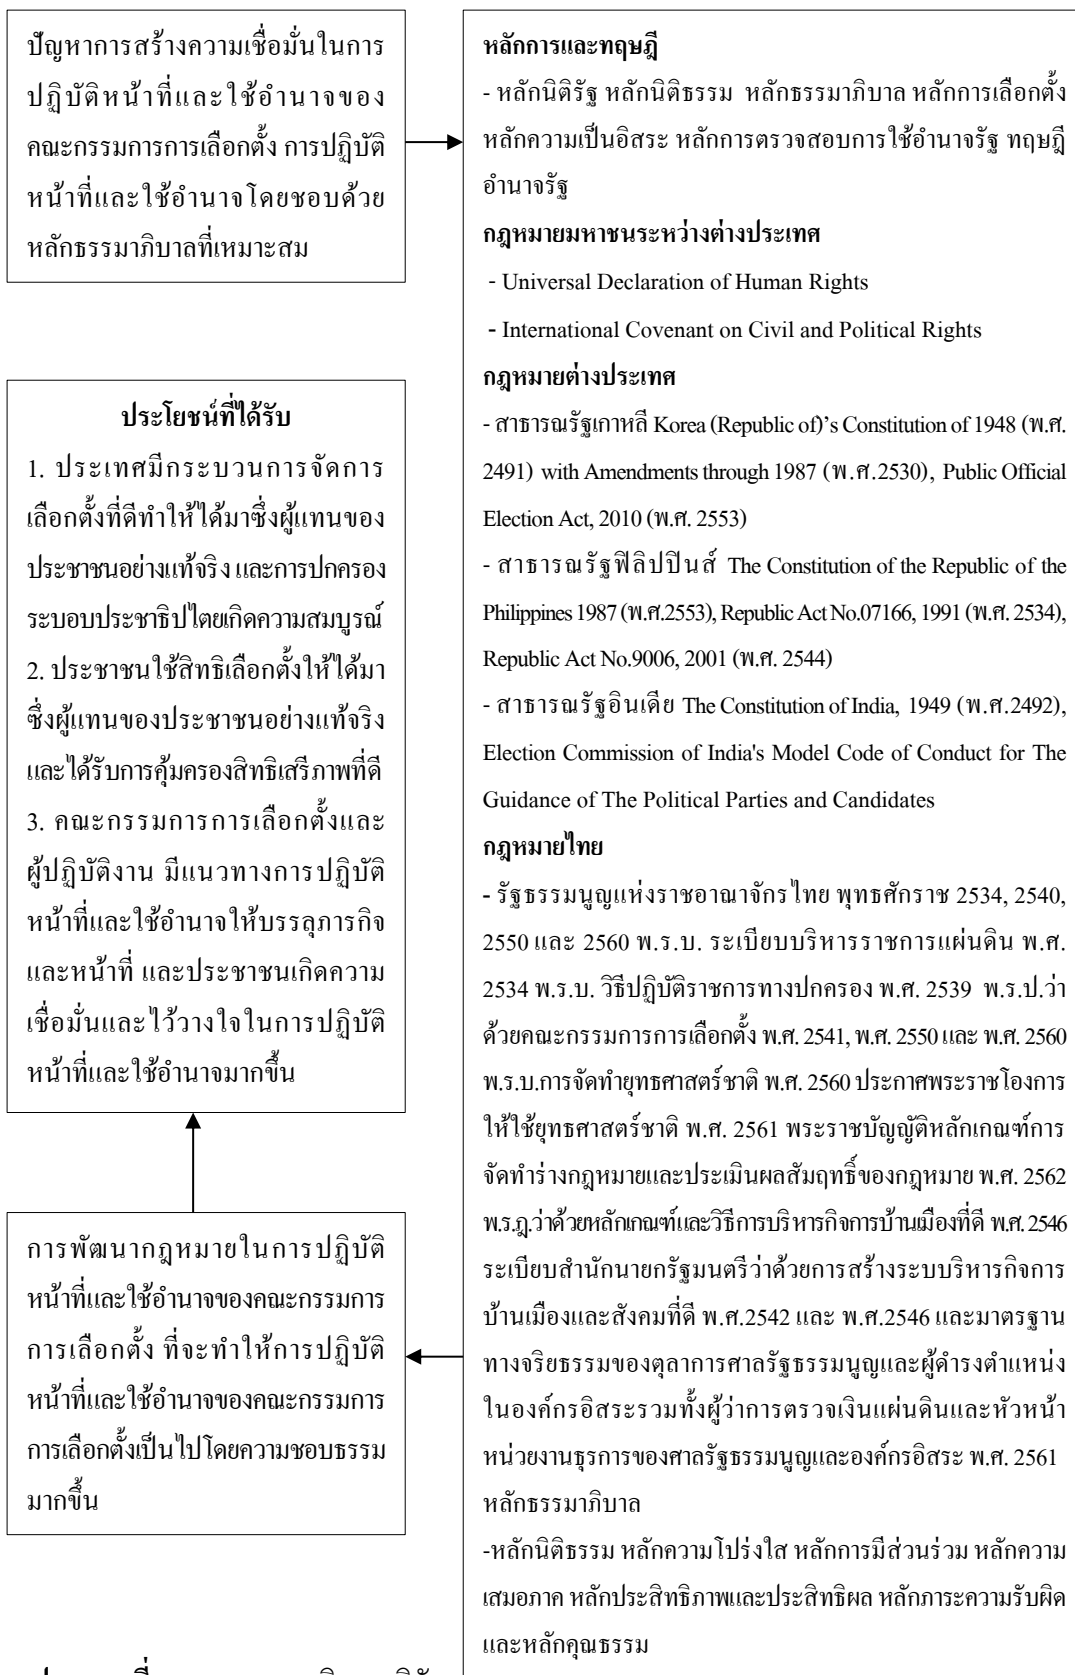 ปัญหาการสร้างความเชื่อมั่นในการ
ปฏิบัติหน้าที่และใช้อำนาจของ
คณะกรรมการการเลือกตั้ง การปฏิบัติ
หน้าที่และใช้อำนาจโดยชอบด้วย
หลักธรรมาภิบาลที่เหมาะสม
หลักการและทฤษฎี
- หลักนิติรัฐ หลักนิติธรรม หลักธรรมาภิบาล หลักการเลือกตั้ง
หลักความเป็นอิสระ หลักการตรวจสอบการใช้อำนาจรัฐ ทฤษฎี
อำนาจรัฐ
กฎหมายมหาชนระหว่างต่างประเทศ
- Universal Declaration of Human Rights
- International Covenant on Civil and Political Rights
กฎหมายต่างประเทศ
- สาธารณรัฐเกาหลี Korea (Republic of)’s Constitution of 1948 (พ.ศ.
2491) with Amendments through 1987 (พ.ศ.2530), Public Official
Election Act, 2010 (พ.ศ. 2553)
- สาธารณรัฐฟิลิปปินส์ The Constitution of the Republic of the
Philippines 1987 (พ.ศ.2553), Republic Act No.07166, 1991 (พ.ศ. 2534),
Republic Act No.9006, 2001 (พ.ศ. 2544)
- สาธารณรัฐอินเดีย The Constitution of India, 1949 (พ.ศ.2492),
Election Commission of India's Model Code of Conduct for The
Guidance of The Political Parties and Candidates
กฎหมายไทย
- รัฐธรรมนูญแห่งราชอาณาจักรไทย พุทธศักราช 2534, 2540,
2550 และ 2560 พ.ร.บ. ระเบียบบริหารราชการแผ่นดิน พ.ศ.
2534 พ.ร.บ. วิธีปฏิบัติราชการทางปกครอง พ.ศ. 2539 พ.ร.ป.ว่า
ด้วยคณะกรรมการการเลือกตั้ง พ.ศ. 2541, พ.ศ. 2550 และ พ.ศ. 2560
พ.ร.บ.การจัดทำยุทธศาสตร์ชาติ พ.ศ. 2560 ประกาศพระราชโองการ
ให้ใช้ยุทธศาสตร์ชาติ พ.ศ. 2561 พระราชบัญญัติหลักเกณฑ์การ
จัดทำร่างกฎหมายและประเมินผลสัมฤทธิ์ของกฎหมาย พ.ศ. 2562
พ.ร.ฎ.ว่าด้วยหลักเกณฑ์และวิธีการบริหารกิจการบ้านเมืองที่ดี พ.ศ. 2546
ระเบียบสำนักนายกรัฐมนตรีว่าด้วยการสร้างระบบบริหารกิจการ
บ้านเมืองและสังคมที่ดี พ.ศ.2542 และ พ.ศ.2546 และมาตรฐาน
ทางจริยธรรมของตุลาการศาลรัฐธรรมนูญและผู้ดำรงตำแหน่ง
ในองค์กรอิสระรวมทั้งผู้ว่าการตรวจเงินแผ่นดินและหัวหน้า
หน่วยงานธุรการของศาลรัฐธรรมนูญและองค์กรอิสระ พ.ศ. 2561
หลักธรรมาภิบาล
-หลักนิติธรรม หลักความโปร่งใส หลักการมีส่วนร่วม หลักความ
เสมอภาค หลักประสิทธิภาพและประสิทธิผล หลักภาระความรับผิด
และหลักคุณธรรม
ประโยชน์ที่ได้รับ
1. ประเทศมีกระบวนการจัดการ
เลือกตั้งที่ดีทำให้ได้มาซึ่งผู้แทนของ
ประชาชนอย่างแท้จริง และการปกครอง
ระบอบประชาธิปไตยเกิดความสมบูรณ์
2. ประชาชนใช้สิทธิเลือกตั้งให้ได้มา
ซึ่งผู้แทนของประชาชนอย่างแท้จริง
และได้รับการคุ้มครองสิทธิเสรีภาพที่ดี
3. คณะกรรมการการเลือกตั้งและ
ผู้ปฏิบัติงาน มีแนวทางการปฏิบัติ
หน้าที่และใช้อำนาจให้บรรลุภารกิจ
และหน้าที่ และประชาชนเกิดความ
เชื่อมั่นและไว้วางใจในการปฏิบัติ
หน้าที่และใช้อำนาจมากขึ้น
การพัฒนากฎหมายในการปฏิบัติ
หน้าที่และใช้อำนาจของคณะกรรมการ
การเลือกตั้ง ที่จะทำให้การปฏิบัติ
หน้าที่และใช้อำนาจของคณะกรรมการ
การเลือกตั้งเป็นไปโดยความชอบธรรม
มากขึ้น